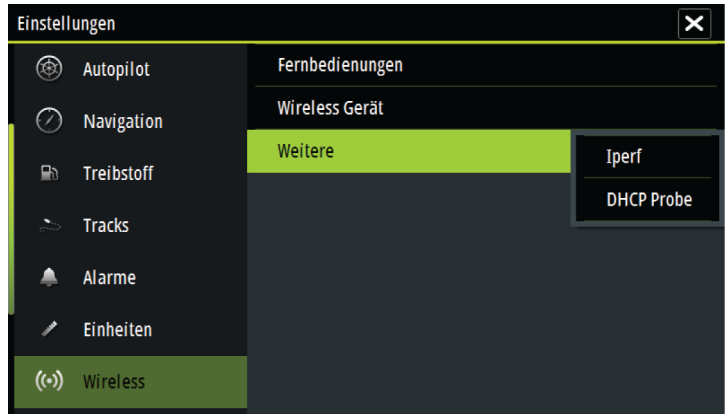 Einstellungen
Autopilot
Navigation
Treibstoff
Tracks
Alarme
Einheiten
Wireless
Fernbedienungen
Wireless Gerät
Weitere
Iperf
DHCP Probe